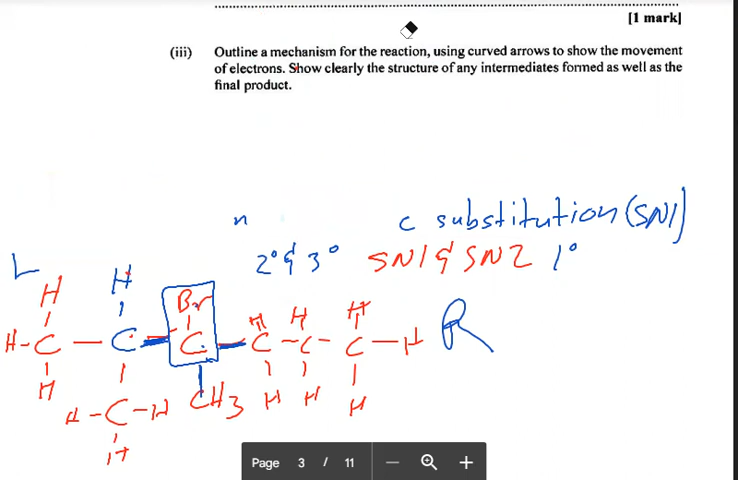 [1 mark]
(iii) Outline a mechanism for the reaction, using curved arrows to show the movement
of electrons. Show clearly the structure of any intermediates formed as well as the
final product.
n c substitution (SN1)
2° & 3° SN1 & SN2 1°
L
H H Br H H H
H-C-C-C-C-C-C-H R
H H-C-H CH3 H H H
H
Page 3 / 11 — +